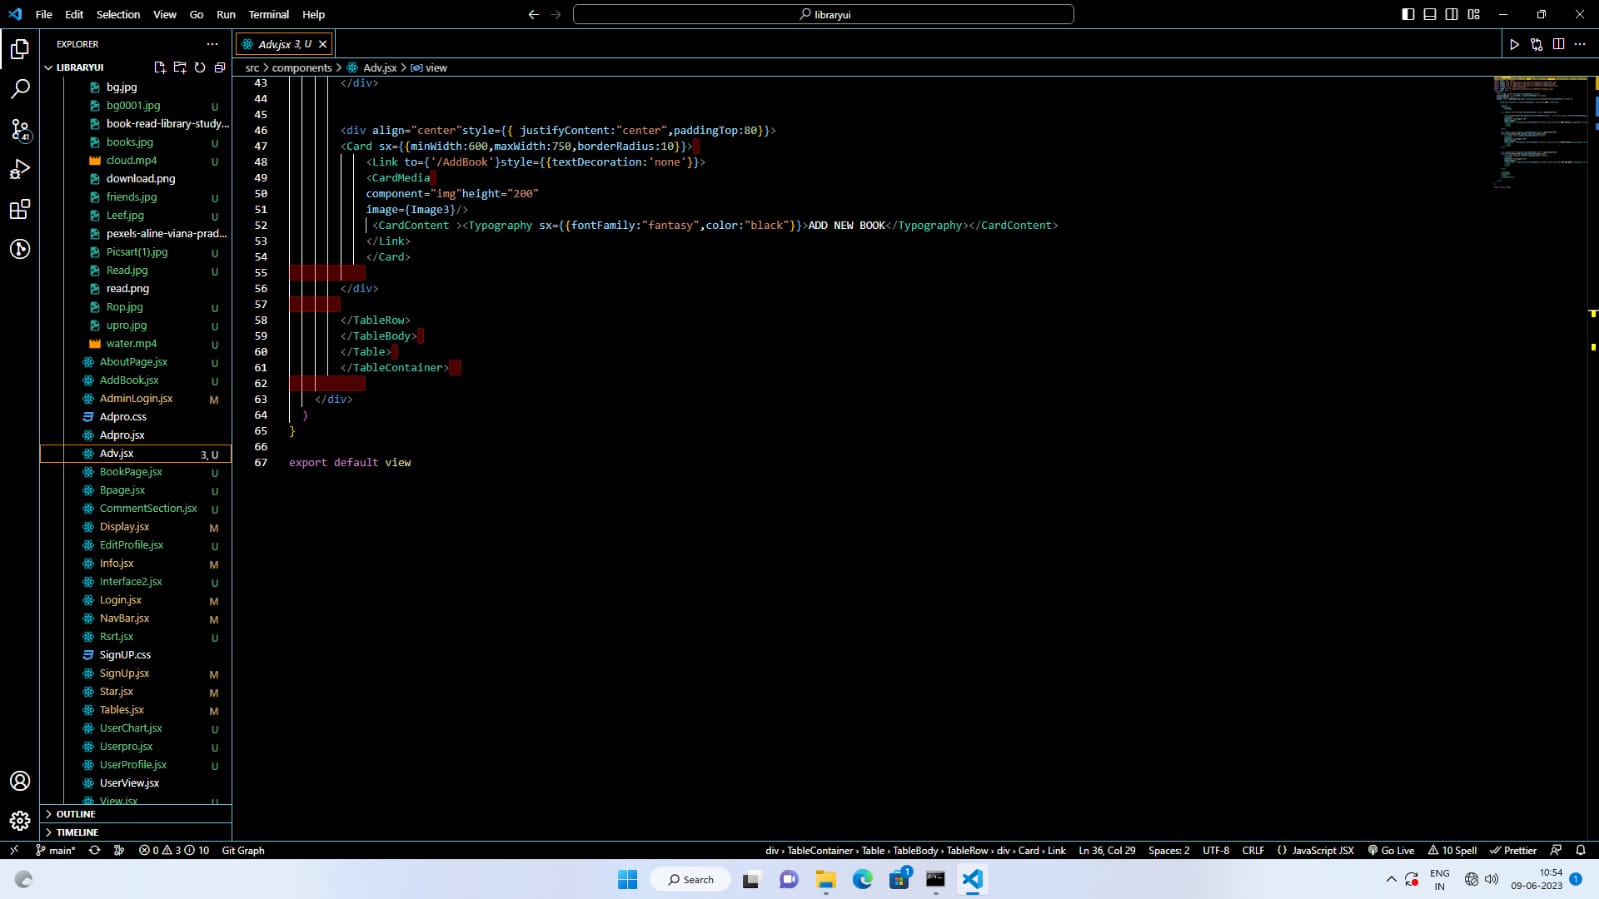 File Edit Selection View Go Run Terminal Help
libraryui
EXPLORER
LIBRARYUI
bg.jpg
bg0001.jpg U
book-read-library-study...
books.jpg U
cloud.mp4 U
download.png
friends.jpg U
Leef.jpg U
pexels-aline-viana-prad...
Picsart(1).jpg U
Read.jpg U
read.png
Rop.jpg U
upro.jpg U
water.mp4 U
AboutPage.jsx U
AddBook.jsx U
AdminLogin.jsx M
Adpro.css
Adpro.jsx
Adv.jsx 3, U
BookPage.jsx U
Bpage.jsx U
CommentSection.jsx U
Display.jsx M
EditProfile.jsx U
Info.jsx M
Interface2.jsx U
Login.jsx M
NavBar.jsx M
Rsrt.jsx U
SignUP.css
SignUp.jsx M
Star.jsx M
Tables.jsx M
UserChart.jsx U
Userpro.jsx U
UserProfile.jsx U
UserView.jsx
View.jsx U
OUTLINE
TIMELINE
41
Adv.jsx 3, U
src > components > Adv.jsx > view
43 </div>
44
45
46 <div align="center"style={{ justifyContent:"center",paddingTop:80}}>
47 <Card sx={{minWidth:600,maxWidth:750,borderRadius:10}}>
48 <Link to={'/AddBook'}style={{textDecoration:'none'}}>
49 <CardMedia
50 component="img"height="200"
51 image={Image3}/>
52 <CardContent ><Typography sx={{fontFamily:"fantasy",color:"black"}}>ADD NEW BOOK</Typography></CardContent>
53 </Link>
54 </Card>
55
56 </div>
57
58 </TableRow>
59 </TableBody>
60 </Table>
61 </TableContainer>
62
63 </div>
64 )
65 }
66
67 export default view
main* 0 3 10 Git Graph
div › TableContainer › Table › TableBody › TableRow › div › Card › Link Ln 36, Col 29 Spaces: 2 UTF-8 CRLF {} JavaScript JSX Go Live 10 Spell Prettier
Search
1
ENG
IN
10:54
09-06-2023
1